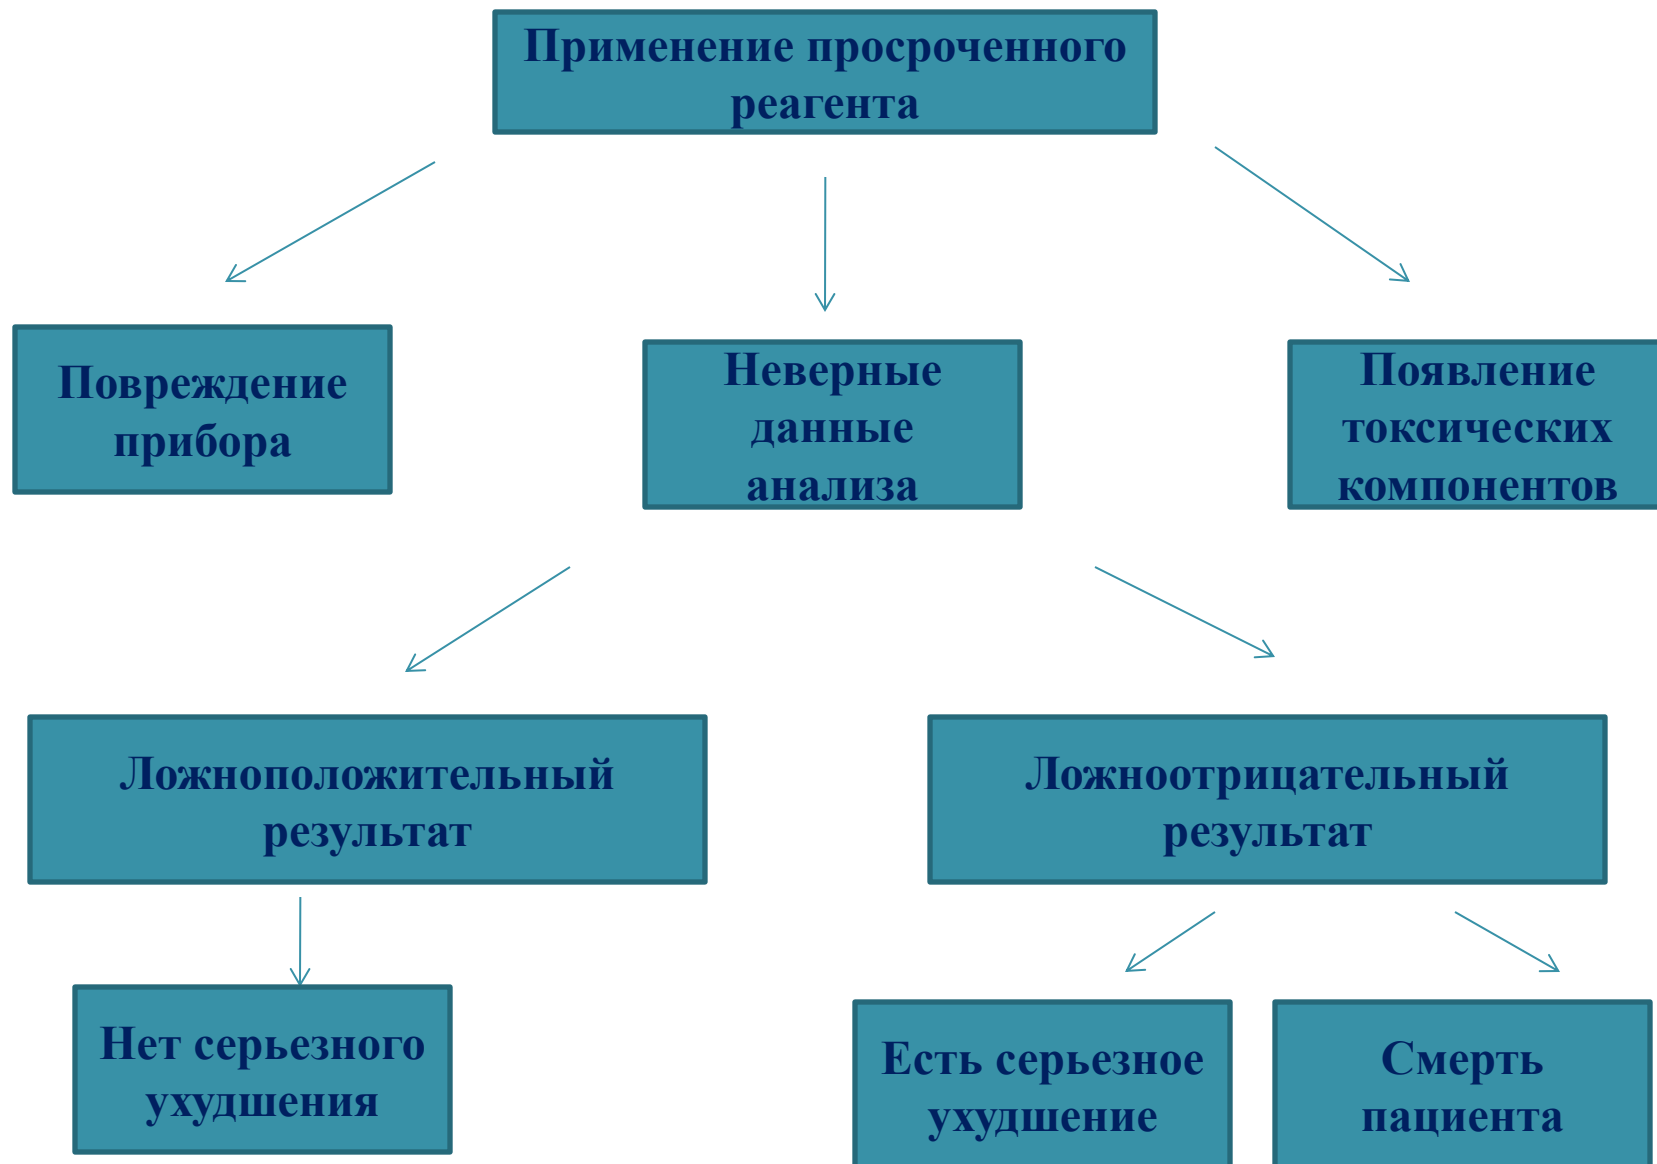 Применение просроченного
реагента
Повреждение
прибора
Неверные
данные
анализа
Появление
токсических
компонентов
Ложноположительный
результат
Ложноотрицательный
результат
Нет серьезного
ухудшения
Есть серьезное
ухудшение
Смерть
пациента